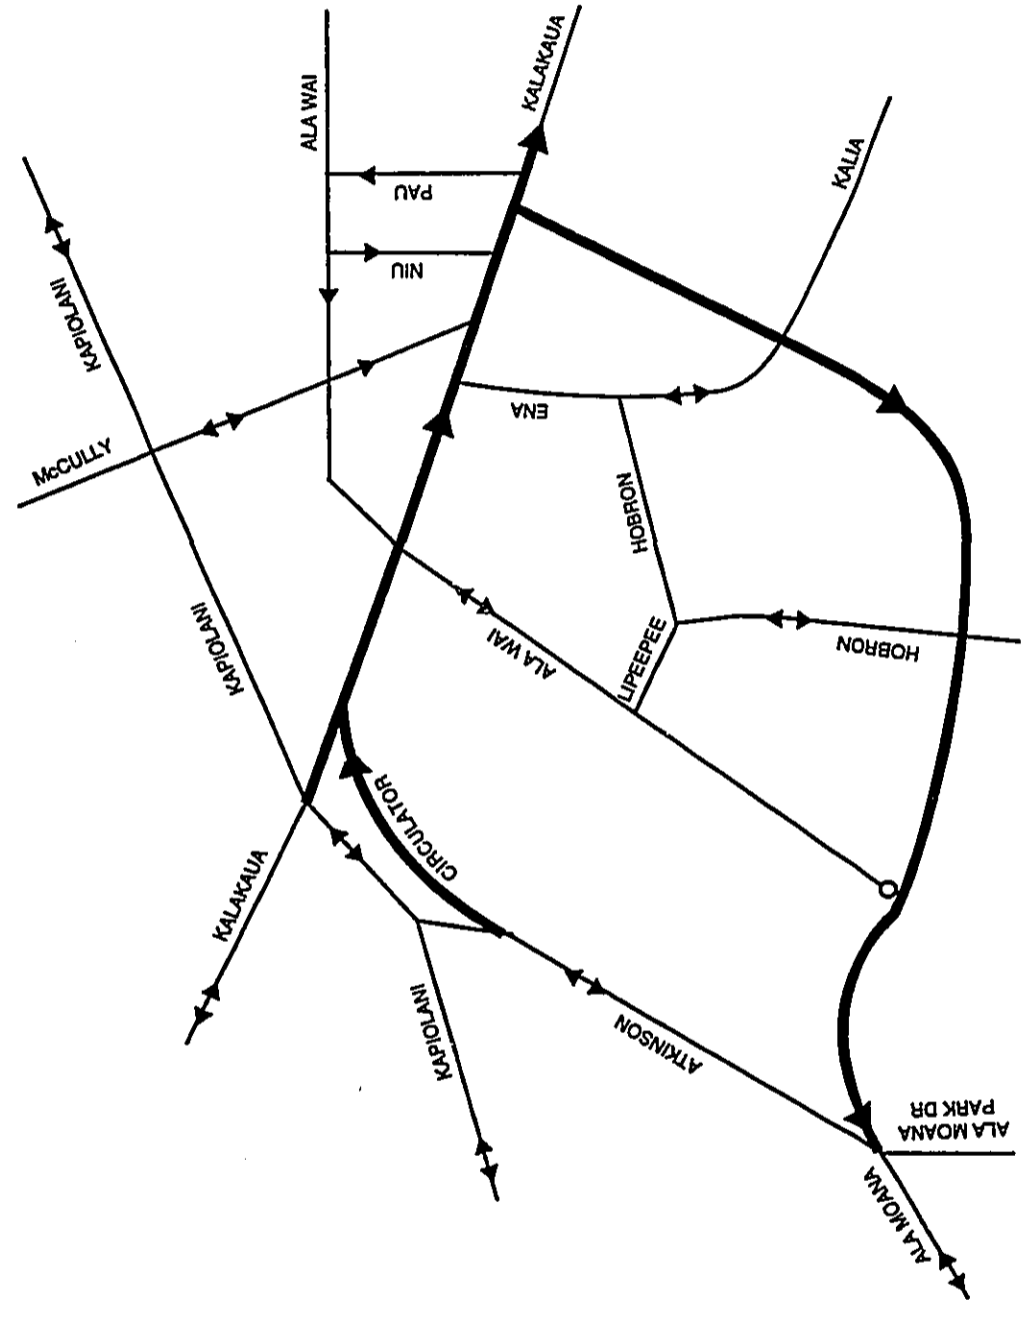 ALA WAI
KALAKAUA
KAPIOLANI
PAU
KALIA
NIU
McCULLY
ENA
HOBRON
KAPIOLANI
ALA WAI
LIPEEPEE
HOBRON
CIRCULATOR
KALAKAUA
KAPIOLANI
ATKINSON
ALA MOANA
PARK DR
ALA MOANA